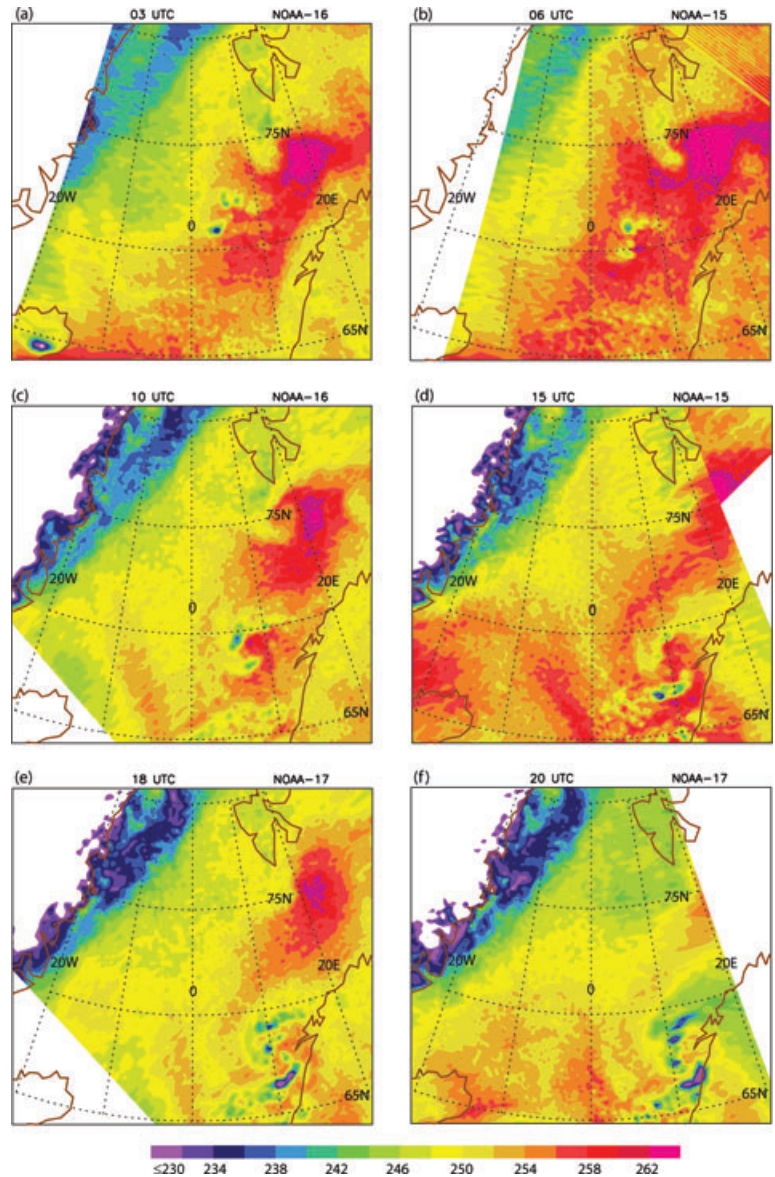 (a) 03 UTC NOAA-16
75N
20W
0
20E
65N
(b) 06 UTC NOAA-15
75N
20W
0
20E
65N
(c) 10 UTC NOAA-16
75N
20W
20E
0
65N
(d) 15 UTC NOAA-15
75N
20W
20E
0
65N
(e) 18 UTC NOAA-17
75N
20W
20E
0
65N
(f) 20 UTC NOAA-17
75N
20W
20E
0
65N
≤230 234 238 242 246 250 254 258 262